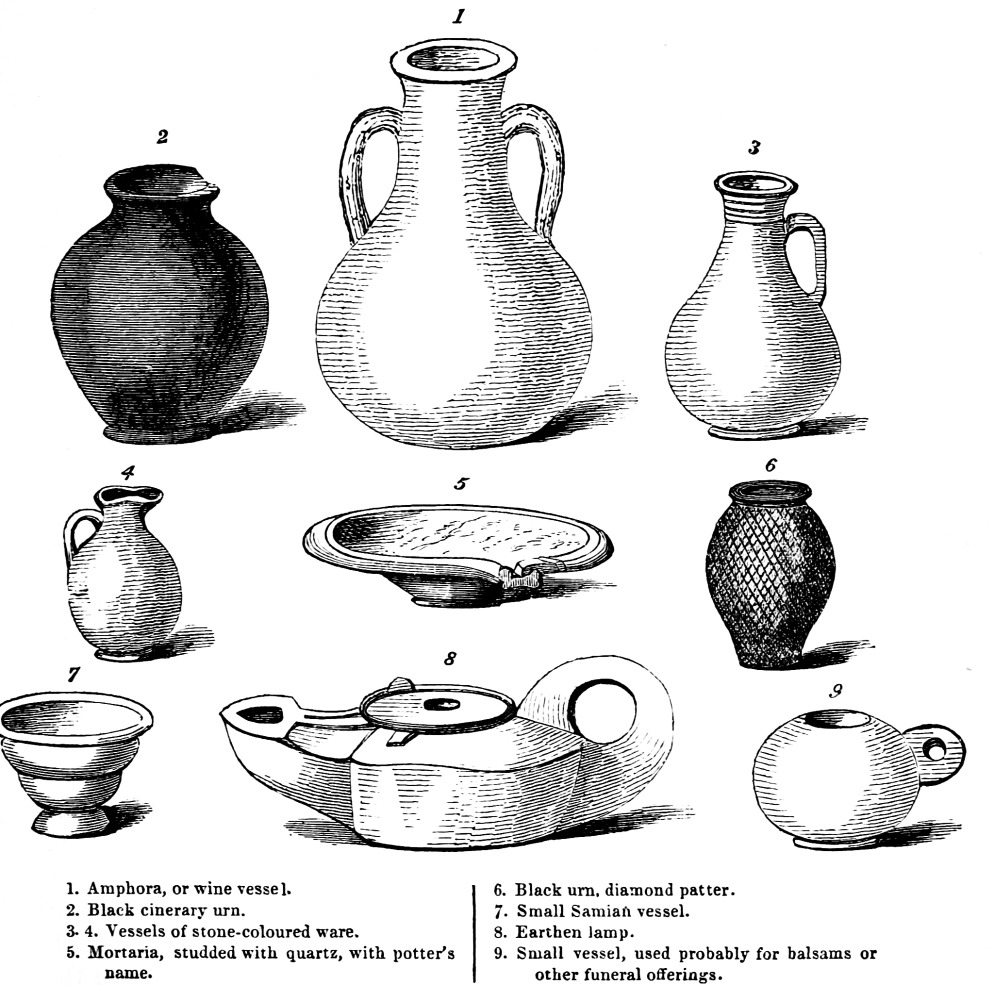 1
2
3
4
5
6
7
8
9
1. Amphora, or wine vessel.
2. Black cinerary urn.
3. 4. Vessels of stone-coloured ware.
5. Mortaria, studded with quartz, with potter's
name.
6. Black urn, diamond patter.
7. Small Samian vessel.
8. Earthen lamp.
9. Small vessel, used probably for balsams or
other funeral offerings.